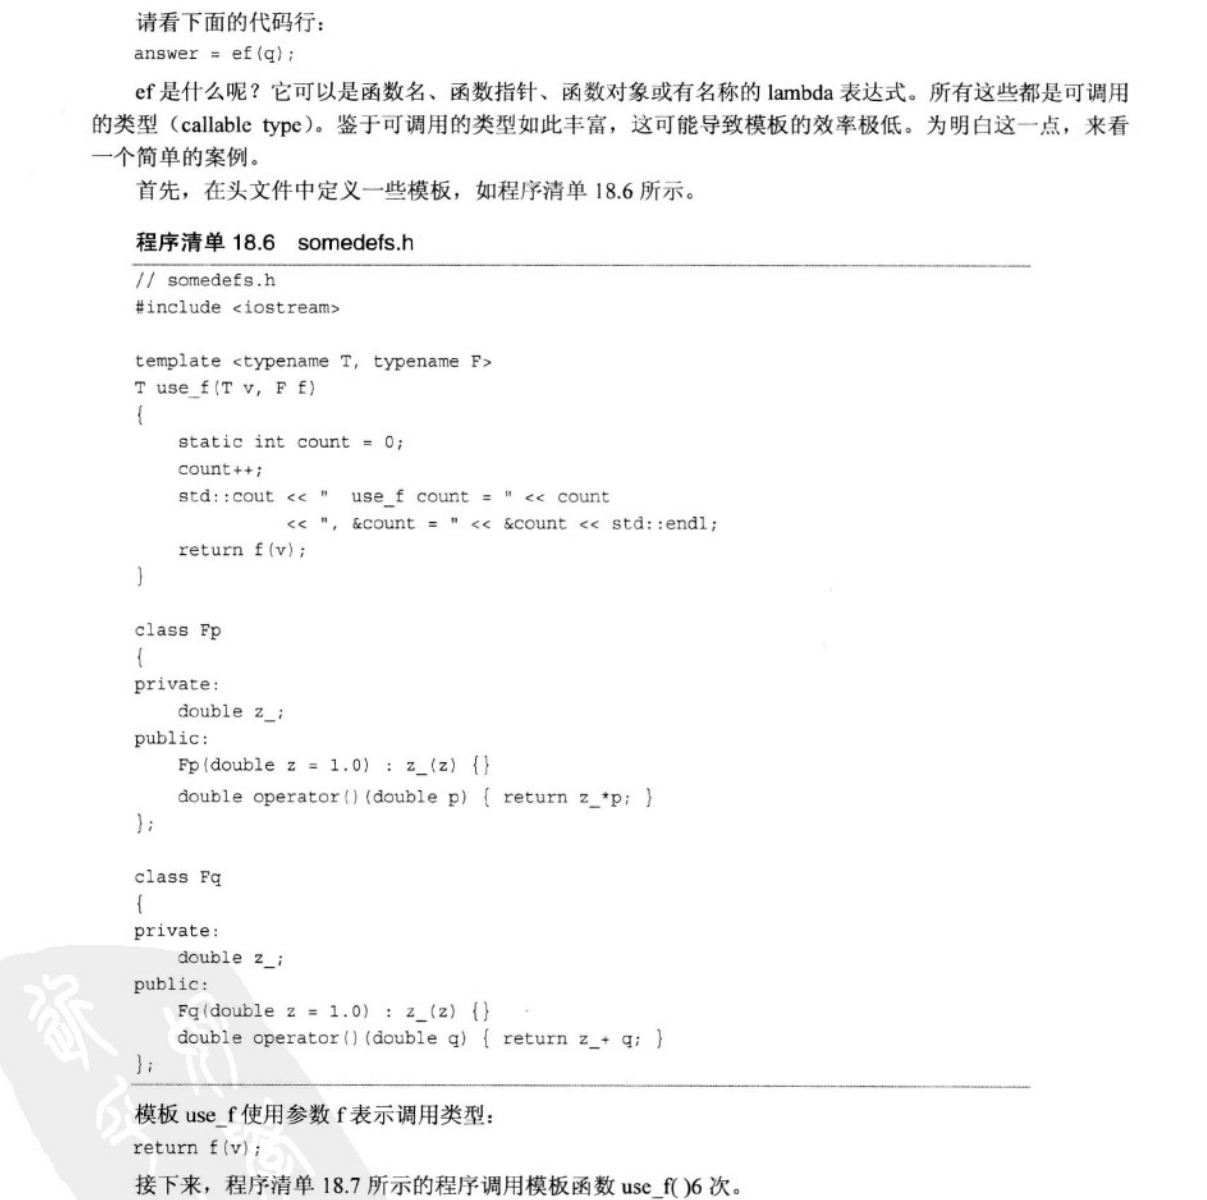 请看下面的代码行：
answer = ef(q);
ef 是什么呢？它可以是函数名、函数指针、函数对象或有名称的 lambda 表达式。所有这些都是可调用
的类型（callable type）。鉴于可调用的类型如此丰富，这可能导致模板的效率极低。为明白这一点，来看
一个简单的案例。
首先，在头文件中定义一些模板，如程序清单 18.6 所示。
程序清单 18.6 somedefs.h
// somedefs.h
#include <iostream>
template <typename T, typename F>
T use_f(T v, F f)
{
static int count = 0;
count++;
std::cout << "  use_f count = " << count
<< ", &count = " << &count << std::endl;
return f(v);
}
class Fp
{
private:
double z_;
public:
Fp(double z = 1.0) : z_(z) {}
double operator()(double p) { return z_*p; }
};
class Fq
{
private:
double z_;
public:
Fq(double z = 1.0) : z_(z) {}
double operator()(double q) { return z_+ q; }
};
模板 use_f 使用参数 f 表示调用类型：
return f(v);
接下来，程序清单 18.7 所示的程序调用模板函数 use_f( )6 次。